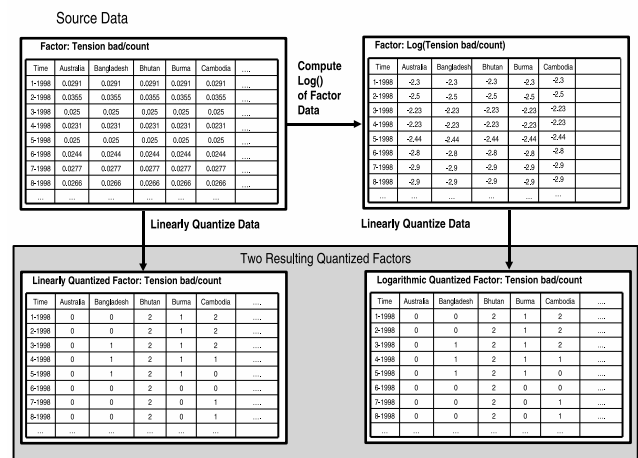 Source Data
Factor: Tension bad/count
Time Australia Bangladesh Bhutan Burma Cambodia ....
1-1998 0.0291 0.0291 0.0291 0.0291 0.0291
2-1998 0.0355 0.0355 0.0355 0.0355 0.0355 ....
3-1998 0.025 0.025 0.025 0.025 0.025 ....
4-1998 0.0231 0.0231 0.0231 0.0231 0.0231 ....
5-1998 0.025 0.025 0.025 0.025 0.025 ....
6-1998 0.0244 0.0244 0.0244 0.0244 0.0244 ....
7-1998 0.0277 0.0277 0.0277 0.0277 0.0277 ....
8-1998 0.0266 0.0266 0.0266 0.0266 0.0266 ....
... ... ... ... ... ... ....
Compute
Log()
of Factor
Data
Factor: Log(Tension bad/count)
Time Australia Bangladesh Bhutan Burma Cambodia ....
1-1998 -2.3 -2.3 -2.3 -2.3 -2.3
2-1998 -2.5 -2.5 -2.5 -2.5 -2.5
3-1998 -2.23 -2.23 -2.23 -2.23 -2.23
4-1998 -2.23 -2.23 -2.23 -2.23 -2.23
5-1998 -2.44 -2.44 -2.44 -2.44 -2.44
6-1998 -2.8 -2.8 -2.8 -2.8 -2.8
7-1998 -2.9 -2.9 -2.9 -2.9 -2.9
8-1998 -2.9 -2.9 -2.9 -2.9 -2.9
... ... ... ... ... ...
Linearly Quantize Data
Linearly Quantize Data
Two Resulting Quantized Factors
Linearly Quantized Factor: Tension bad/count
Time Australia Bangladesh Bhutan Burma Cambodia ....
1-1998 0 0 2 1 2 ....
2-1998 0 0 2 1 2 ....
3-1998 0 1 2 1 2 ....
4-1998 0 1 2 1 1 ....
5-1998 0 1 2 1 0 ....
6-1998 0 0 2 0 0 ....
7-1998 0 0 2 0 1 ....
8-1998 0 0 2 0 1 ....
... ... ... ... ... ... ....
Logarithmic Quantized Factor: Tension bad/count
Time Australia Bangladesh Bhutan Burma Cambodia ....
1-1998 0 0 2 1 2 ....
2-1998 0 0 2 1 2 ....
3-1998 0 1 2 1 2 ....
4-1998 0 1 2 1 1 ....
5-1998 0 1 2 1 0 ....
6-1998 0 0 2 0 0 ....
7-1998 0 0 2 0 1 ....
8-1998 0 0 2 0 1 ....
... ... ... ... ... ... ....